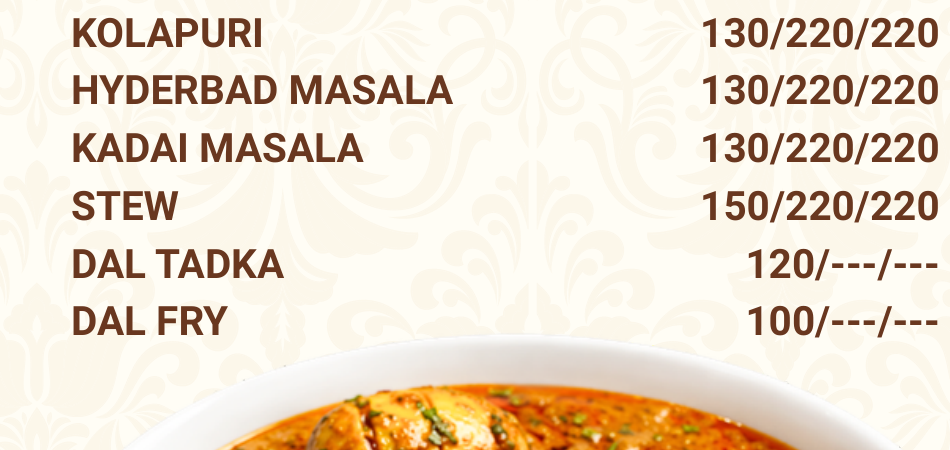 KOLAPURI 130/220/220
HYDERBAD MASALA 130/220/220
KADAI MASALA 130/220/220
STEW 150/220/220
DAL TADKA 120/---/---
DAL FRY 100/---/---